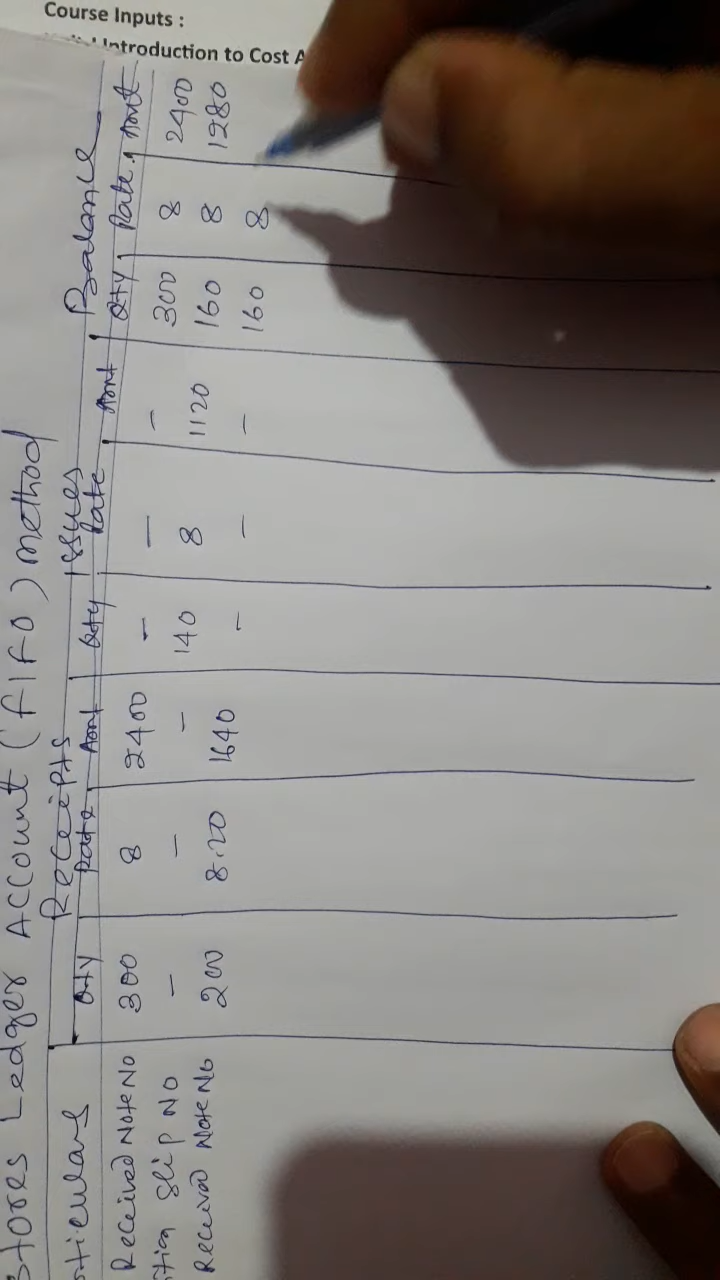 Course Inputs :
Introduction to Cost A
Stores Ledger Account (FIFO) method
Receipts Issues Balance
Qty Rate Amt Qty Rate Amt Qty Rate Amt
Received Note No 300 8 2400 - - - 300 8 2400
Slip No - - - 140 8 1120 160 8 1280
Received Note No 200 8.20 1640 - - - 160 8